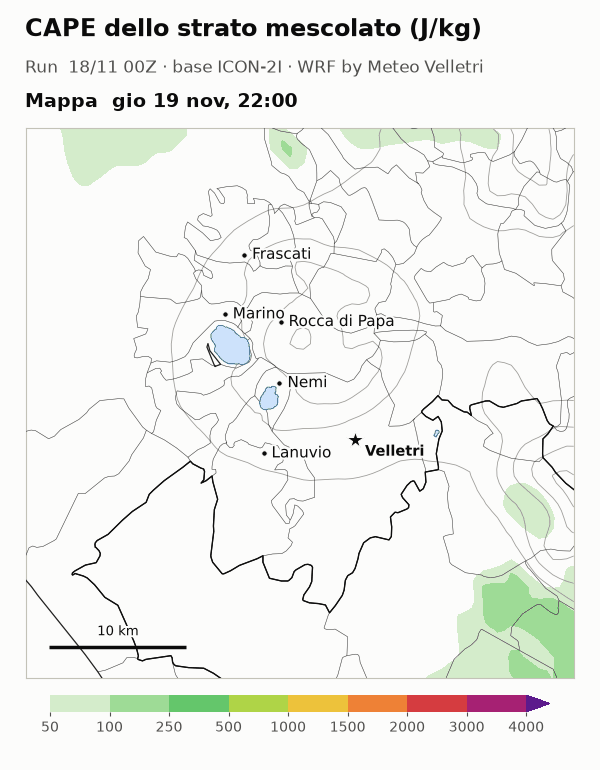 CAPE dello strato mescolato (J/kg)
Run 18/11 00Z · base ICON-2I · WRF by Meteo Velletri
Mappa gio 19 nov, 22:00
Frascati
Marino
Rocca di Papa
Nemi
Velletri
Lanuvio
10 km
50 100 250 500 1000 1500 2000 3000 4000